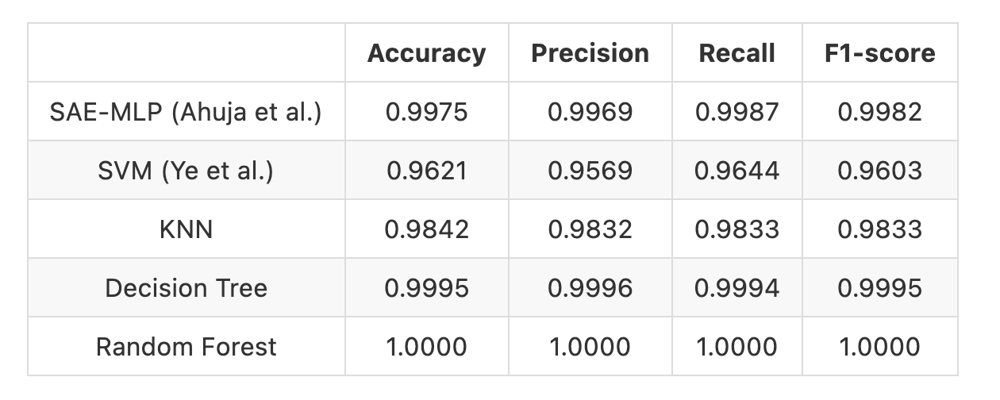 Accuracy Precision Recall F1-score
SAE-MLP (Ahuja et al.) 0.9975 0.9969 0.9987 0.9982
SVM (Ye et al.) 0.9621 0.9569 0.9644 0.9603
KNN 0.9842 0.9832 0.9833 0.9833
Decision Tree 0.9995 0.9996 0.9994 0.9995
Random Forest 1.0000 1.0000 1.0000 1.0000